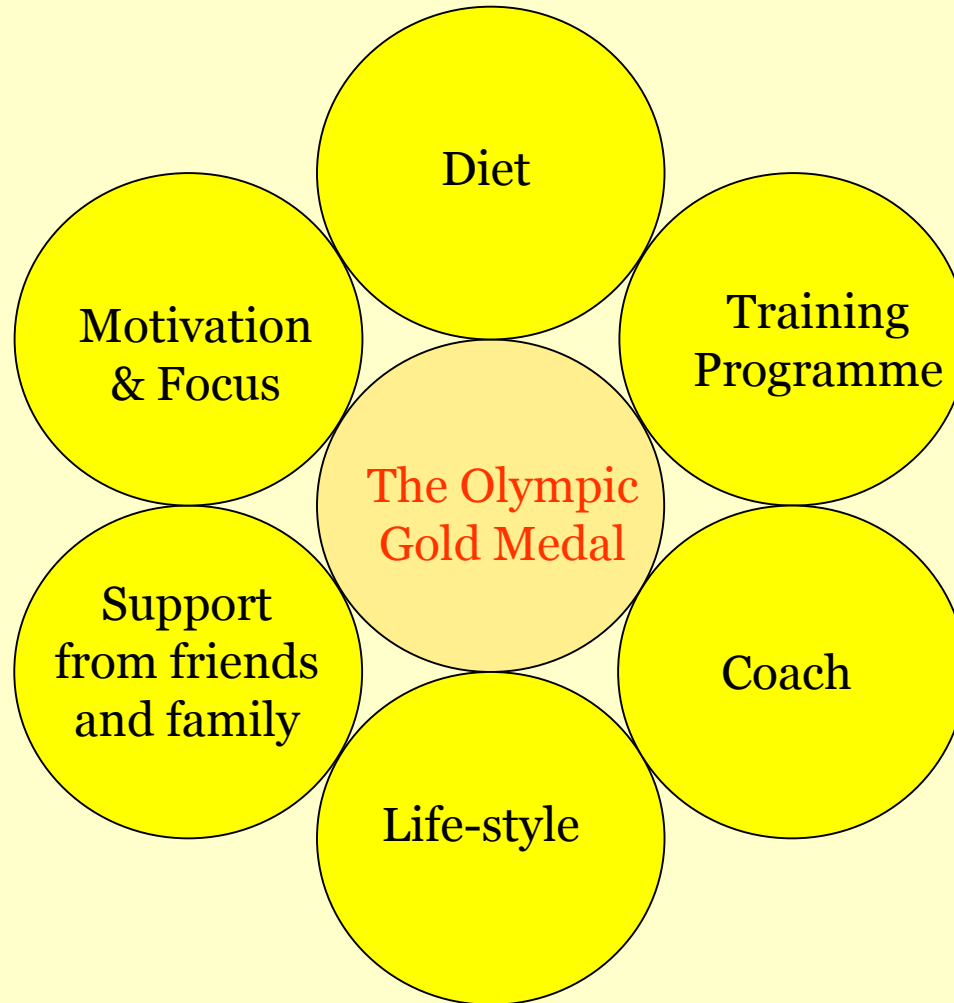 Diet
Training
Programme
Motivation
& Focus
The Olympic
Gold Medal
Support
from friends
and family
Coach
Life-style